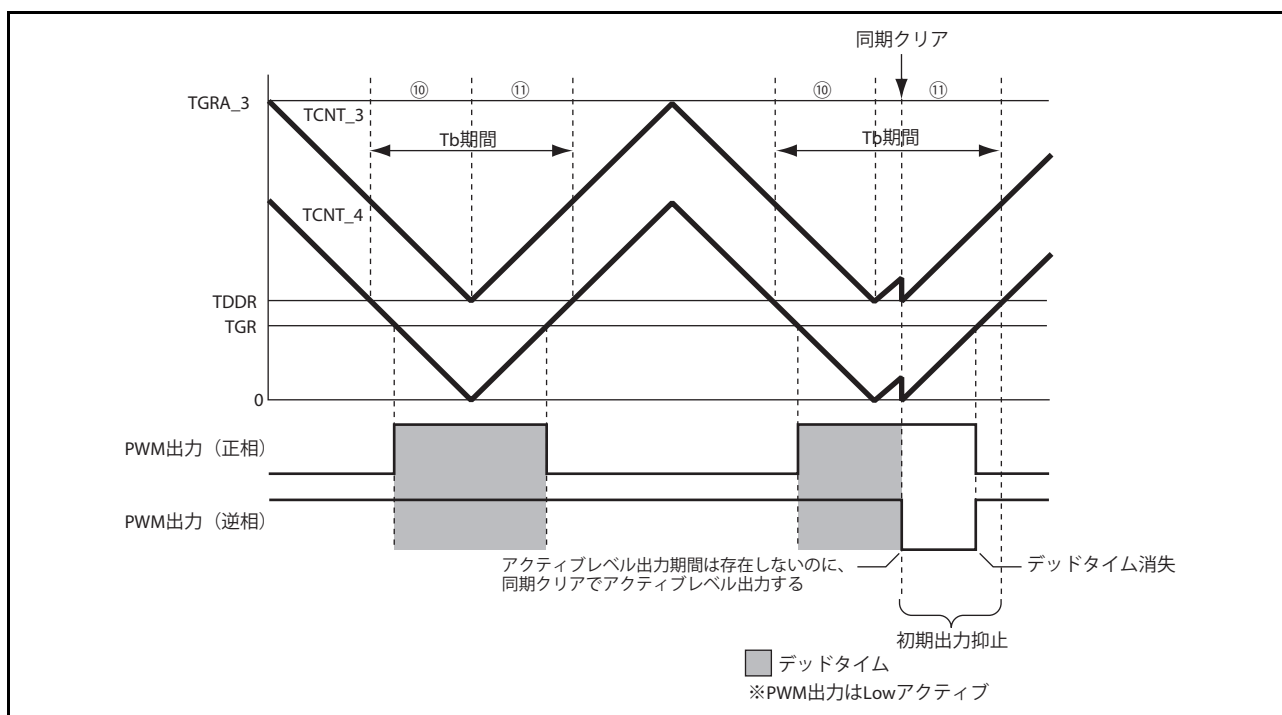 同期クリア
⑩
⑪
⑩
⑪
TGRA_3
TCNT_3
Tb期間
Tb期間
TCNT_4
TDDR
TGR
0
PWM出力（正相）
PWM出力（逆相）
アクティブレベル出力期間は存在しないのに、
同期クリアでアクティブレベル出力する
デッドタイム消失
初期出力抑止
デッドタイム
※PWM出力はLowアクティブ